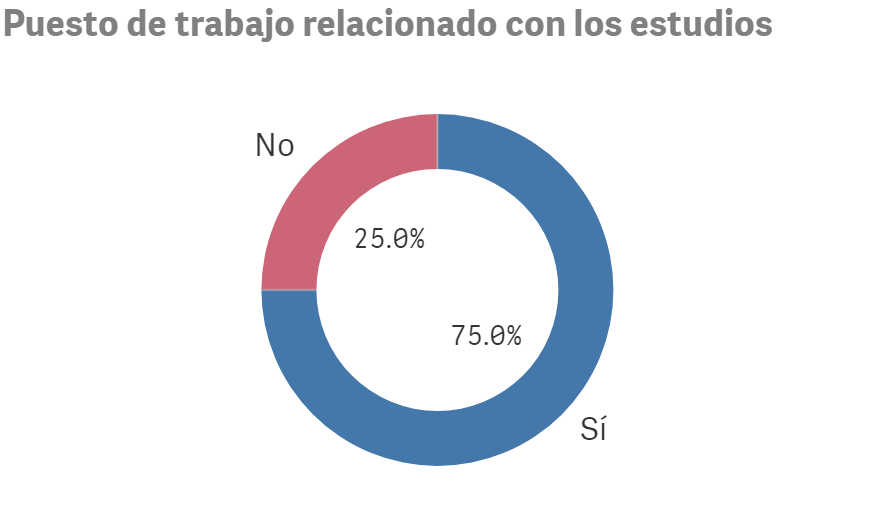 Puesto de trabajo relacionado con los estudios
No
25.0%
75.0%
Sí